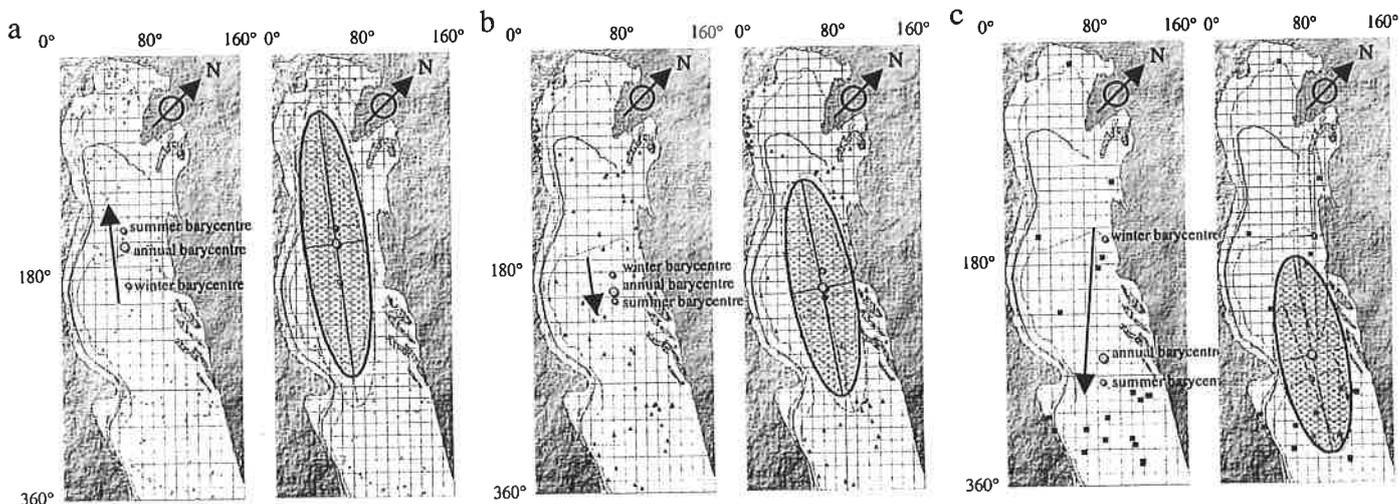 a
0° 80° 160° 0° 80° 160°
N N
summer barycentre
annual barycentre
180°
winter barycentre
360°
b
0° 80° 160° 0° 80° 160°
N N
180°
winter barycentre
annual barycentre
summer barycentre
360°
c
0° 80° 160° 0° 80° 160°
N N
winter barycentre
180°
annual barycentr
summer barycent
360°